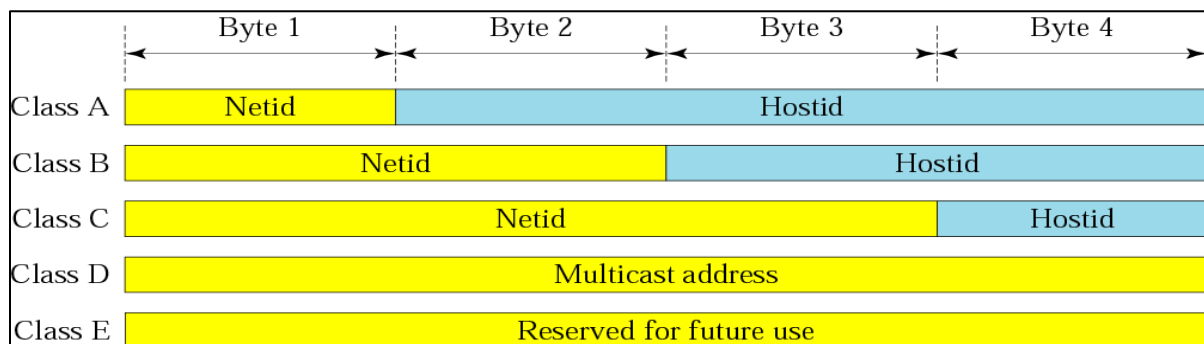 Byte 1 Byte 2 Byte 3 Byte 4
Class A Netid Hostid
Class B Netid Hostid
Class C Netid Hostid
Class D Multicast address
Class E Reserved for future use